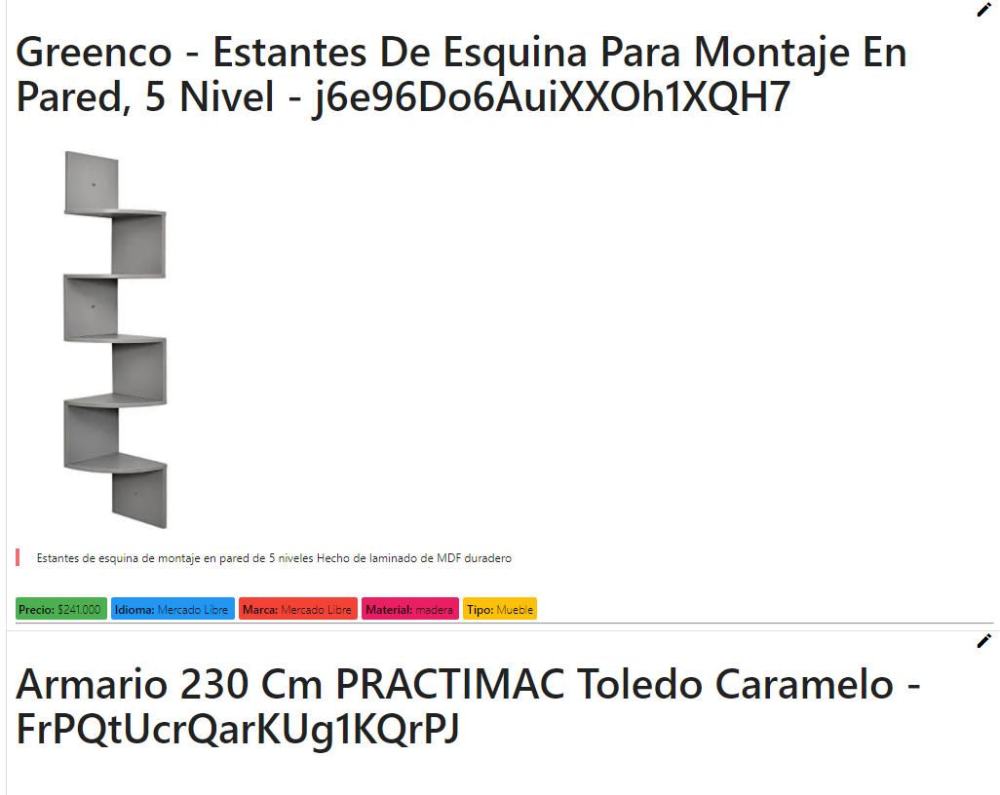 Greenco - Estantes De Esquina Para Montaje En
Pared, 5 Nivel - j6e96Do6AuiXXOh1XQH7
Estantes de esquina de montaje en pared de 5 niveles Hecho de laminado de MDF duradero
Precio: $241.000 Idioma: Mercado Libre Marca: Mercado Libre Material: madera Tipo: Mueble
Armario 230 Cm PRACTIMAC Toledo Caramelo -
FrPQtUcrQarKUg1KQrPJ